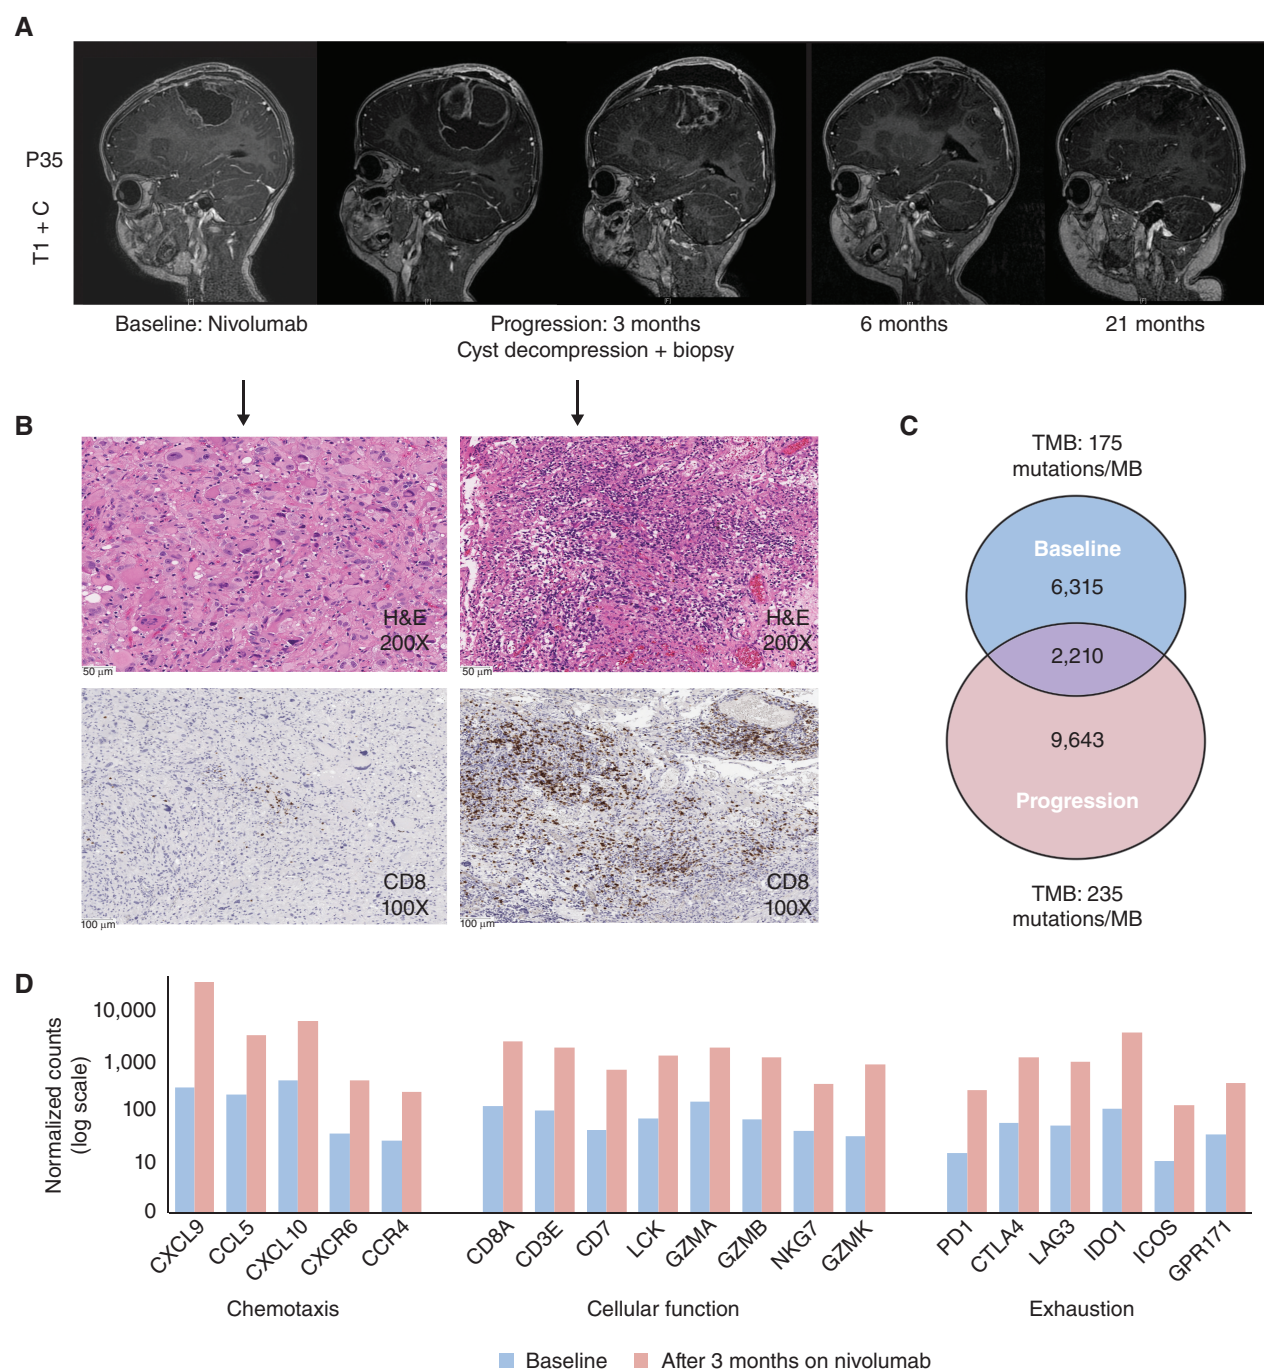 A
P35
T1 + C
Baseline: Nivolumab
Progression: 3 months
Cyst decompression + biopsy
6 months
21 months
B
H&E
200X
50 µm
H&E
200X
50 µm
CD8
100X
100 µm
CD8
100X
100 µm
C
TMB: 175
mutations/MB
Baseline
6,315
2,210
9,643
Progression
TMB: 235
mutations/MB
D
Normalized counts
(log scale)
10,000
1,000
100
10
0
CXCL9
CCL5
CXCL10
CXCR6
CCR4
CD8A
CD3E
CD7
LCK
GZMA
GZMB
NKG7
GZMK
PD1
CTLA4
LAG3
IDO1
ICOS
GPR171
Chemotaxis
Cellular function
Exhaustion
Baseline
After 3 months on nivolumab